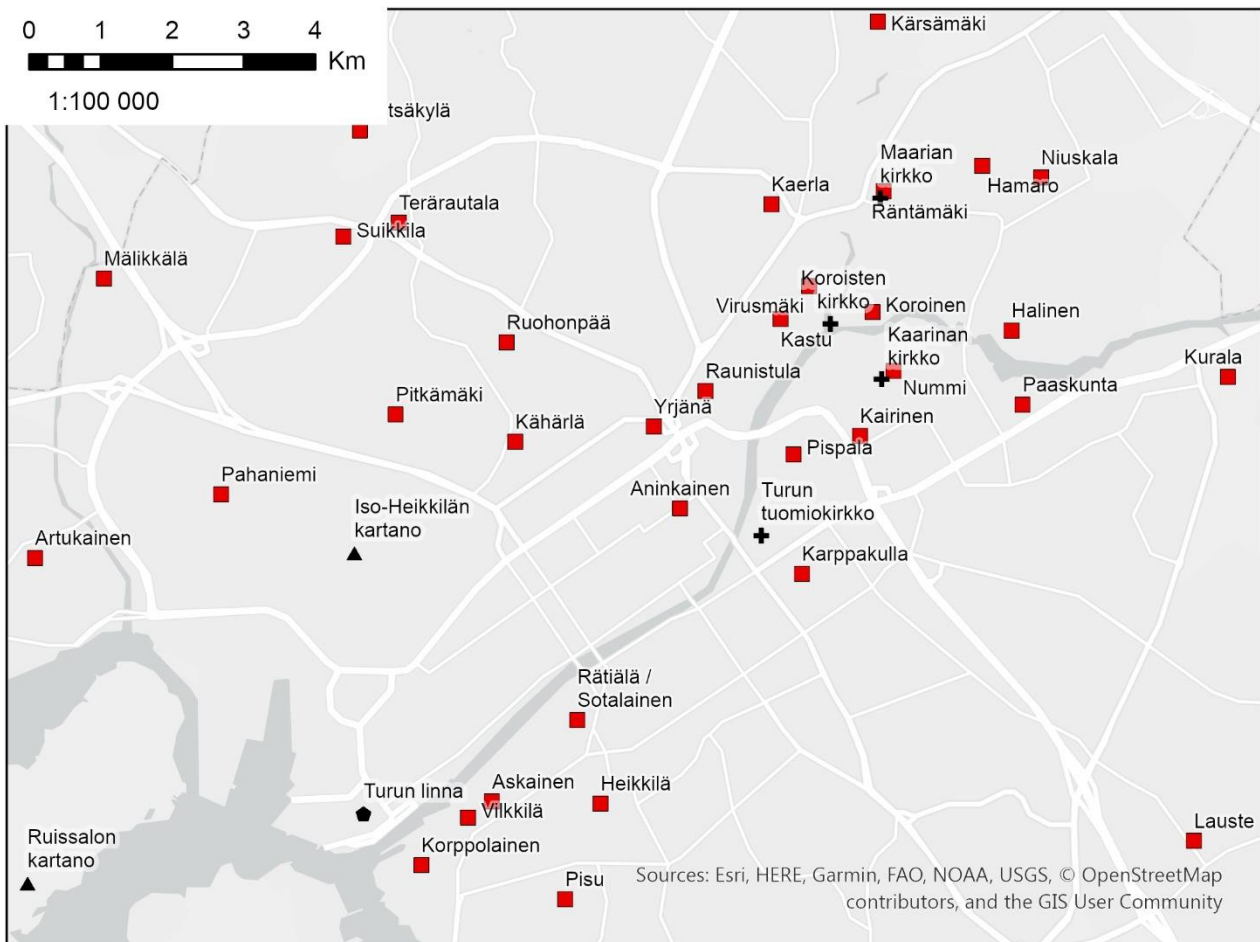 0 1 2 3 4
Km
1:100 000
Kärsämäki
tsäkylä
Maarian
kirkko
Räntämäki
Hamaro
Niuskala
Kaerla
Terärautala
Suikkila
Mälikkälä
Koroisten
kirkko
Virusmäki
Kastu
Koroinen
Halinen
Kaarinan
kirkko
Nummi
Kurala
Ruohonpää
Raunistula
Paaskunta
Pitkämäki
Kähärlä
Yrjänä
Kairinen
Pispala
Pahaniemi
Iso-Heikkilän
kartano
Aninkainen
Turun
tuomiokirkko
Artukainen
Karppakulla
Rätiälä /
Sotalainen
Turun linna
Askainen
Vilkkilä
Heikkilä
Ruissalon
kartano
Korppolainen
Pisu
Lauste
Sources: Esri, HERE, Garmin, FAO, NOAA, USGS, © OpenStreetMap
contributors, and the GIS User Community